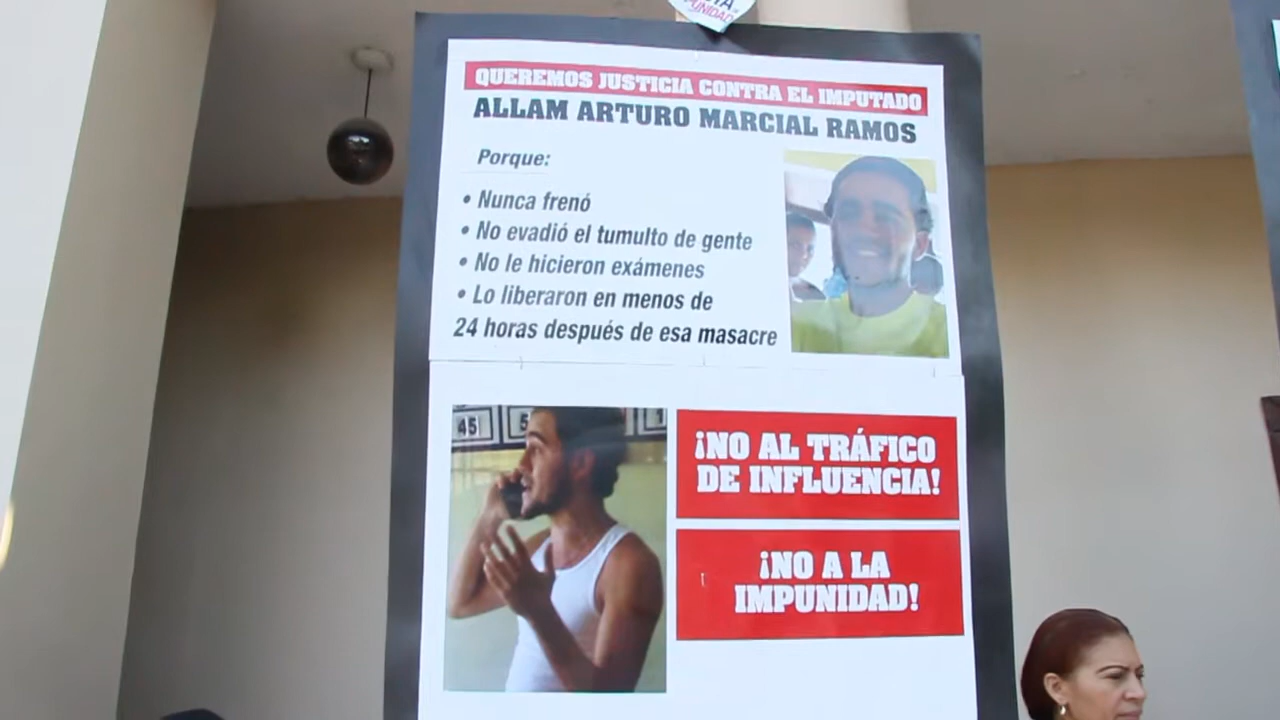 IMPUNIDAD
QUEREMOS JUSTICIA CONTRA EL IMPUTADO
ALLAM ARTURO MARCIAL RAMOS
Porque:
• Nunca frenó
• No evadió el tumulto de gente
• No le hicieron exámenes
• Lo liberaron en menos de
24 horas después de esa masacre
45
¡NO AL TRÁFICO
DE INFLUENCIA!
¡NO A LA
IMPUNIDAD!